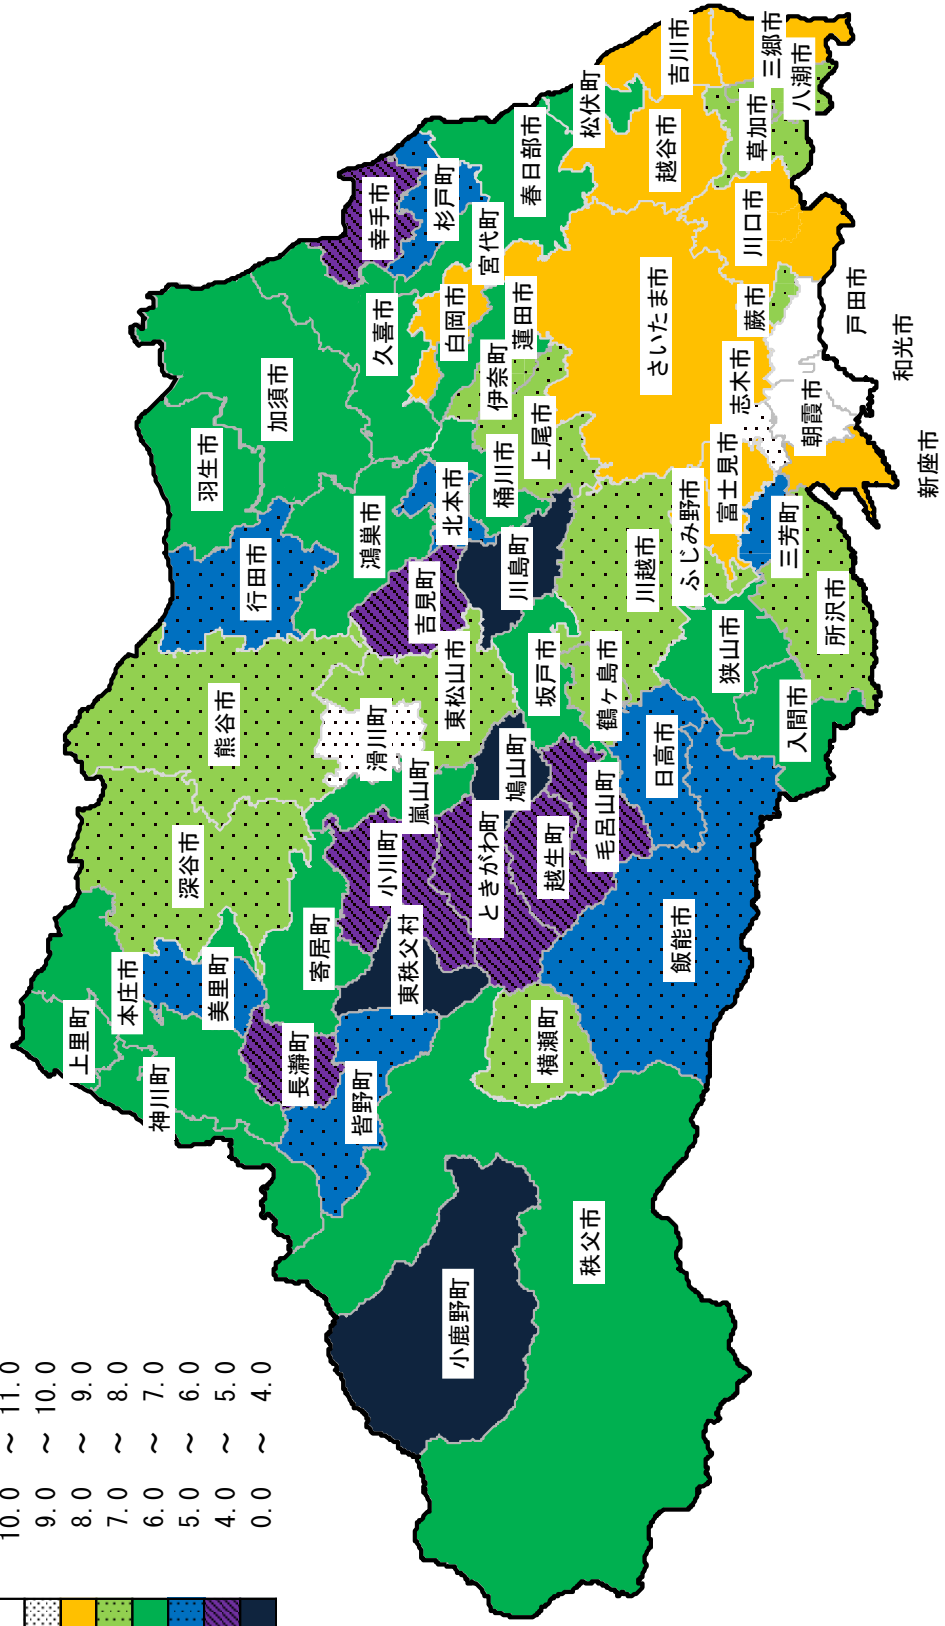 10.0 ～ 11.0
9.0 ～ 10.0
8.0 ～ 9.0
7.0 ～ 8.0
6.0 ～ 7.0
5.0 ～ 6.0
4.0 ～ 5.0
0.0 ～ 4.0
上里町
本庄市
神川町
美里町
深谷市
熊谷市
行田市
羽生市
加須市
長瀞町
皆野町
寄居町
小川町
東秩父村
嵐山町
滑川町
東松山市
吉見町
鴻巣市
北本市
久喜市
幸手市
杉戸町
宮代町
白岡市
蓮田市
伊奈町
桶川市
上尾市
川島町
坂戸市
鶴ヶ島市
鳩山町
ときがわ町
越生町
毛呂山町
日高市
飯能市
横瀬町
小鹿野町
秩父市
川越市
ふじみ野市
富士見市
三芳町
所沢市
狭山市
入間市
さいたま市
志木市
朝霞市
新座市
和光市
戸田市
蕨市
川口市
春日部市
松伏町
越谷市
吉川市
草加市
三郷市
八潮市